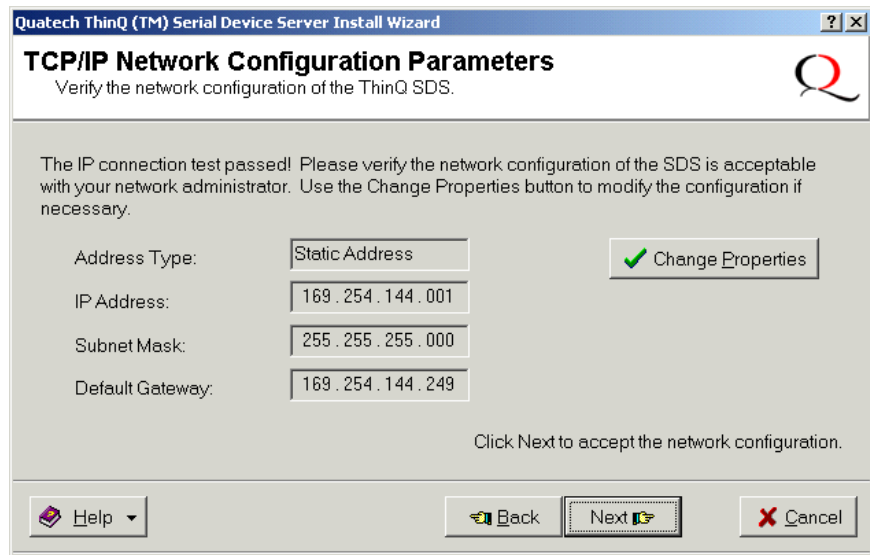 Quatech ThinQ (TM) Serial Device Server Install Wizard
TCP/IP Network Configuration Parameters
Verify the network configuration of the ThinQ SDS.
The IP connection test passed! Please verify the network configuration of the SDS is acceptable
with your network administrator. Use the Change Properties button to modify the configuration if
necessary.
Address Type: Static Address
Change Properties
IP Address: 169 . 254 . 144 . 001
Subnet Mask: 255 . 255 . 255 . 000
Default Gateway: 169 . 254 . 144 . 249
Click Next to accept the network configuration.
Help Back Next Cancel